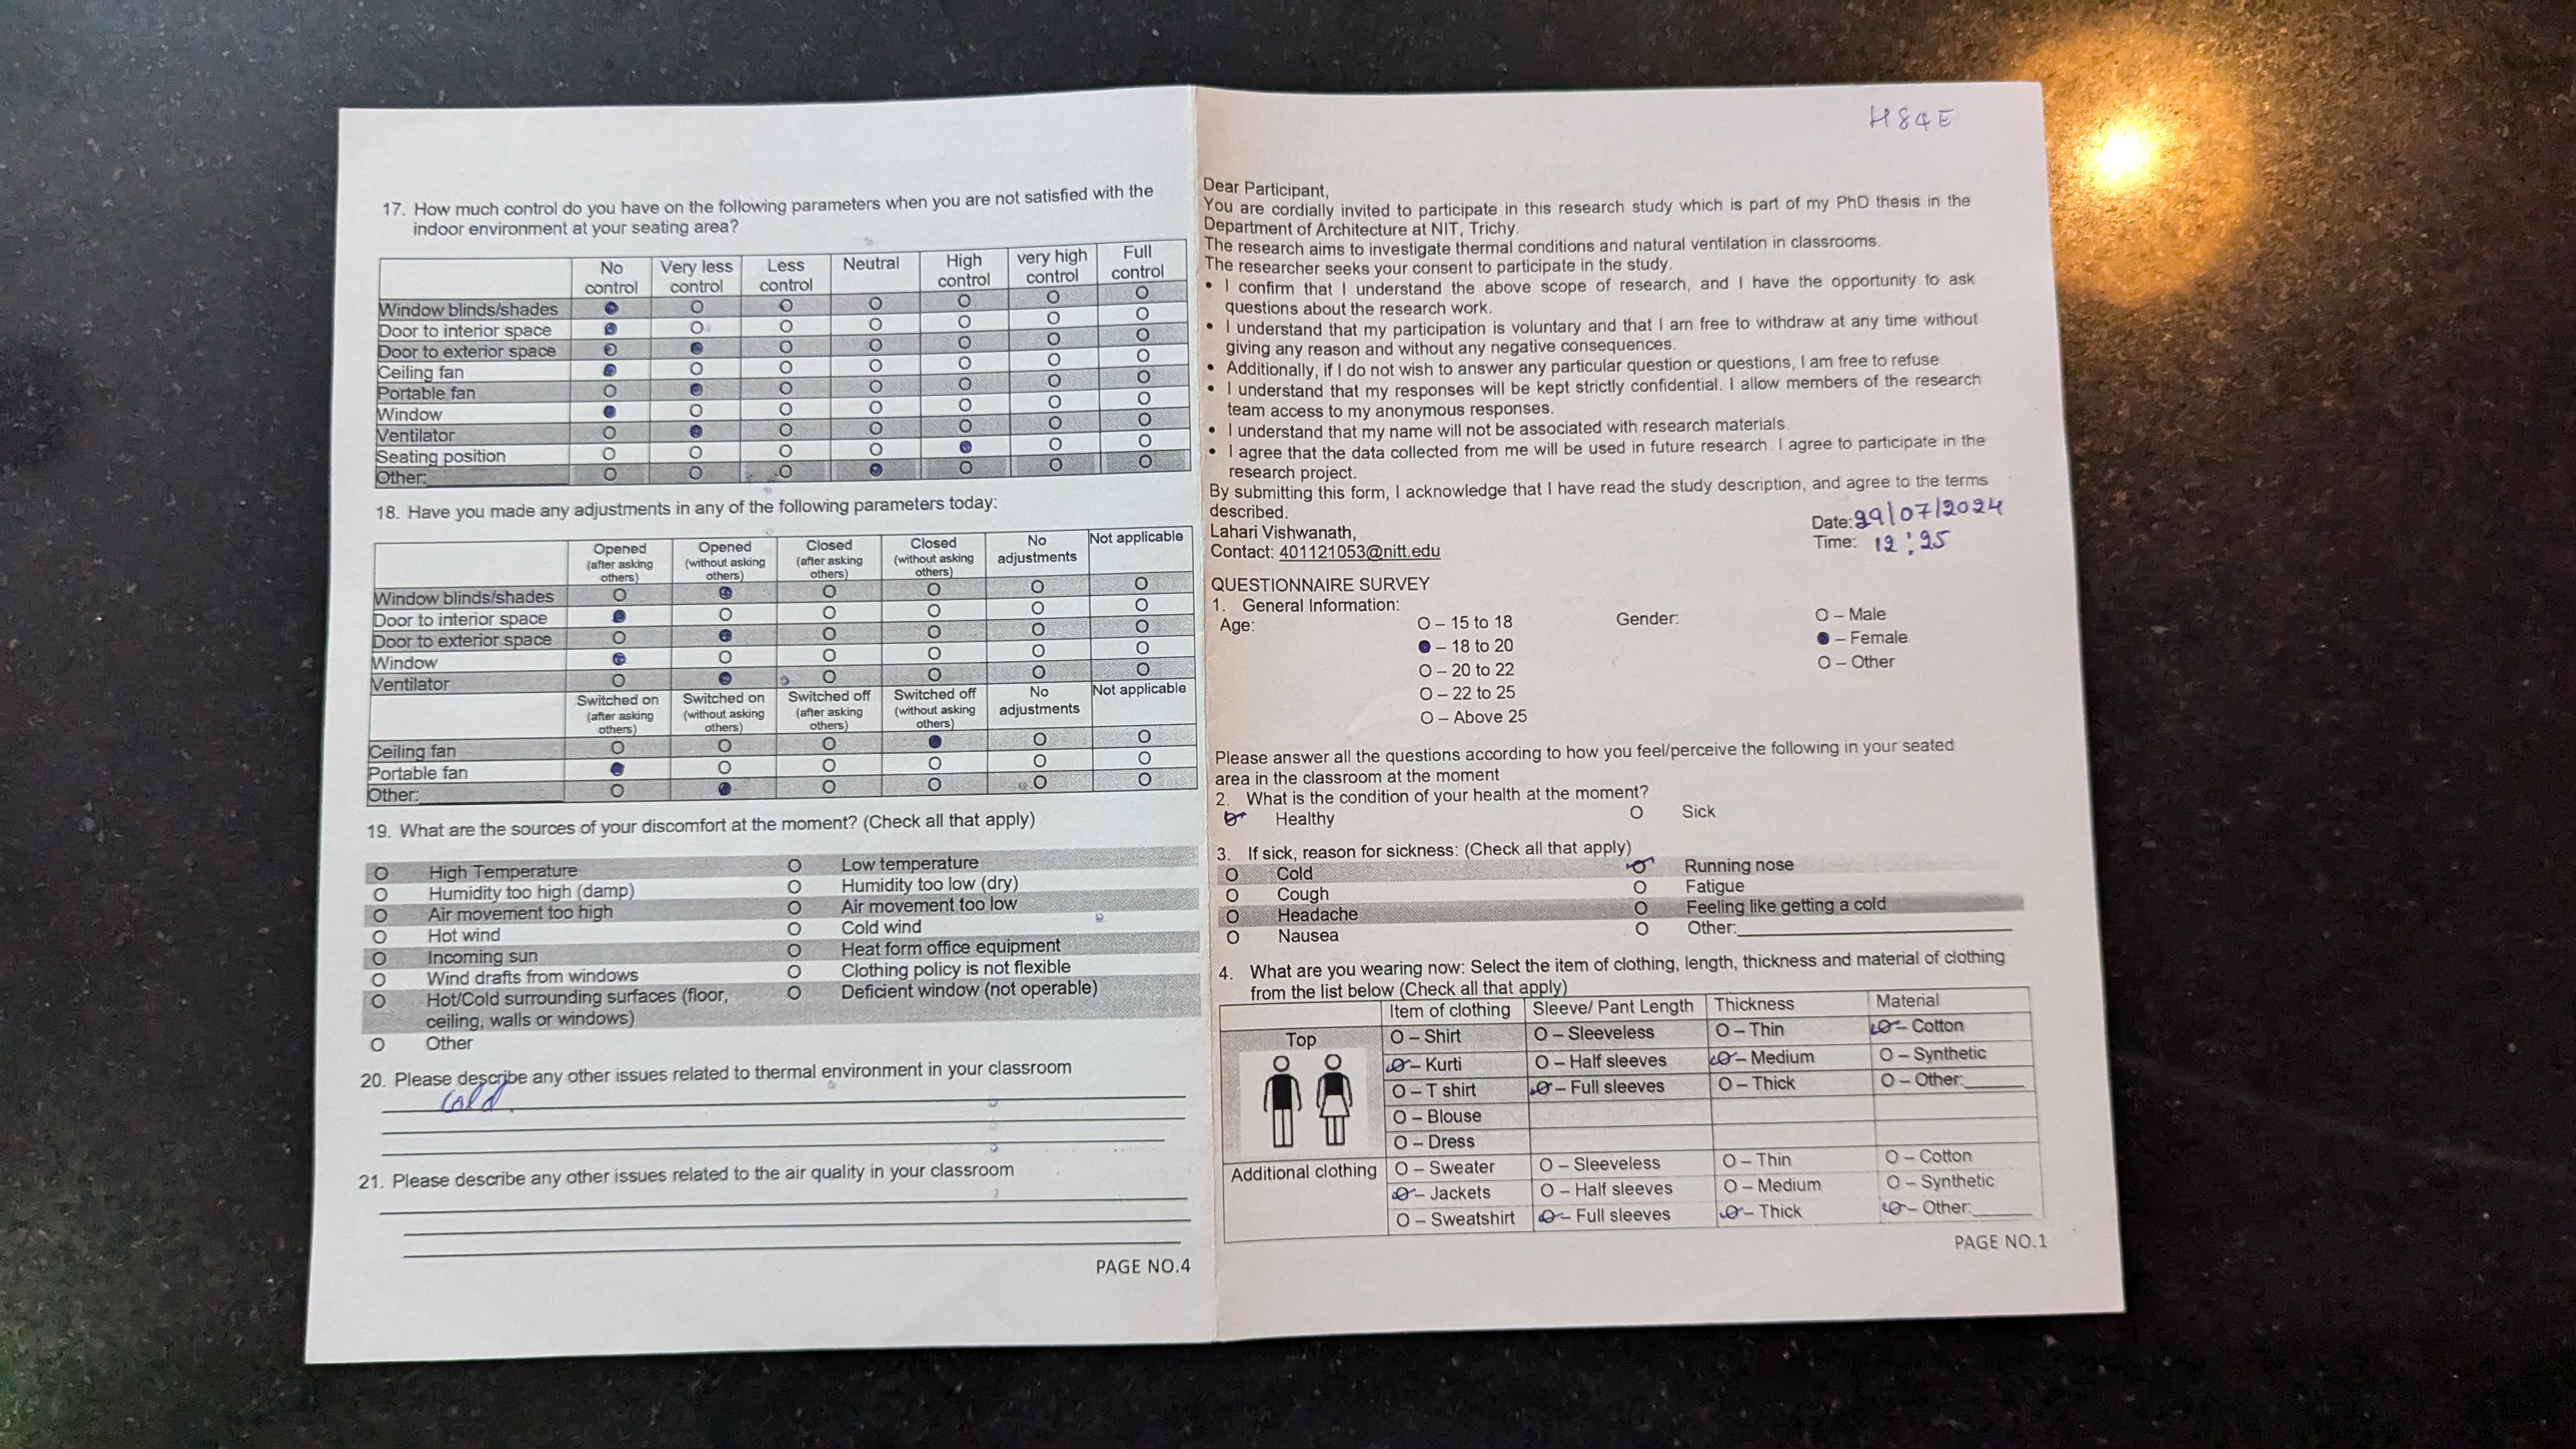 17. How much control do you have on the following parameters when you are not satisfied with the
indoor environment at your seating area?
No control Very less control Less control Neutral High control very high control Full control
Window blinds/shades O O O O O O O
Door to interior space O O O O O O O
Door to exterior space O O O O O O O
Ceiling fan O O O O O O O
Portable fan O O O O O O O
Window O O O O O O O
Ventilator O O O O O O O
Seating position O O O O O O O
Other: O O O O O O O
18. Have you made any adjustments in any of the following parameters today:
Opened (after asking others) Opened (without asking others) Closed (after asking others) Closed (without asking others) No adjustments Not applicable
Window blinds/shades O O O O O O
Door to interior space O O O O O O
Door to exterior space O O O O O O
Window O O O O O O
Ventilator O O O O O O
Switched on (after asking others) Switched on (without asking others) Switched off (after asking others) Switched off (without asking others) No adjustments Not applicable
Ceiling fan O O O O O O
Portable fan O O O O O O
Other: O O O O O O
19. What are the sources of your discomfort at the moment? (Check all that apply)
O High Temperature O Low temperature
O Humidity too high (damp) O Humidity too low (dry)
O Air movement too high O Air movement too low
O Hot wind O Cold wind
O Incoming sun O Heat form office equipment
O Wind drafts from windows O Clothing policy is not flexible
O Hot/Cold surrounding surfaces (floor, O Deficient window (not operable)
ceiling, walls or windows)
O Other
20. Please describe any other issues related to thermal environment in your classroom
Cold.
21. Please describe any other issues related to the air quality in your classroom
PAGE NO.4
H84E
Dear Participant,
You are cordially invited to participate in this research study which is part of my PhD thesis in the
Department of Architecture at NIT, Trichy.
The research aims to investigate thermal conditions and natural ventilation in classrooms.
The researcher seeks your consent to participate in the study.
• I confirm that I understand the above scope of research, and I have the opportunity to ask
questions about the research work.
• I understand that my participation is voluntary and that I am free to withdraw at any time without
giving any reason and without any negative consequences.
• Additionally, if I do not wish to answer any particular question or questions, I am free to refuse.
• I understand that my responses will be kept strictly confidential. I allow members of the research
team access to my anonymous responses.
• I understand that my name will not be associated with research materials.
• I agree that the data collected from me will be used in future research. I agree to participate in the
research project.
By submitting this form, I acknowledge that I have read the study description, and agree to the terms
described.
Lahari Vishwanath,
Contact: 401121053@nitt.edu
Date: 29/07/2024
Time: 12:25
QUESTIONNAIRE SURVEY
1. General Information:
Age: O – 15 to 18 Gender: O – Male
O – 18 to 20 O – Female
O – 20 to 22 O – Other
O – 22 to 25
O – Above 25
Please answer all the questions according to how you feel/perceive the following in your seated
area in the classroom at the moment
2. What is the condition of your health at the moment?
O Healthy O Sick
3. If sick, reason for sickness: (Check all that apply)
O Cold O Running nose
O Cough O Fatigue
O Headache O Feeling like getting a cold
O Nausea O Other:
4. What are you wearing now: Select the item of clothing, length, thickness and material of clothing
from the list below (Check all that apply)
Item of clothing Sleeve/ Pant Length Thickness Material
Top O – Shirt O – Sleeveless O – Thin O – Cotton
O – Kurti O – Half sleeves O – Medium O – Synthetic
O – T shirt O – Full sleeves O – Thick O – Other:
O – Blouse
O – Dress
Additional clothing O – Sweater O – Sleeveless O – Thin O – Cotton
O – Jackets O – Half sleeves O – Medium O – Synthetic
O – Sweatshirt O – Full sleeves O – Thick O – Other:
PAGE NO.1